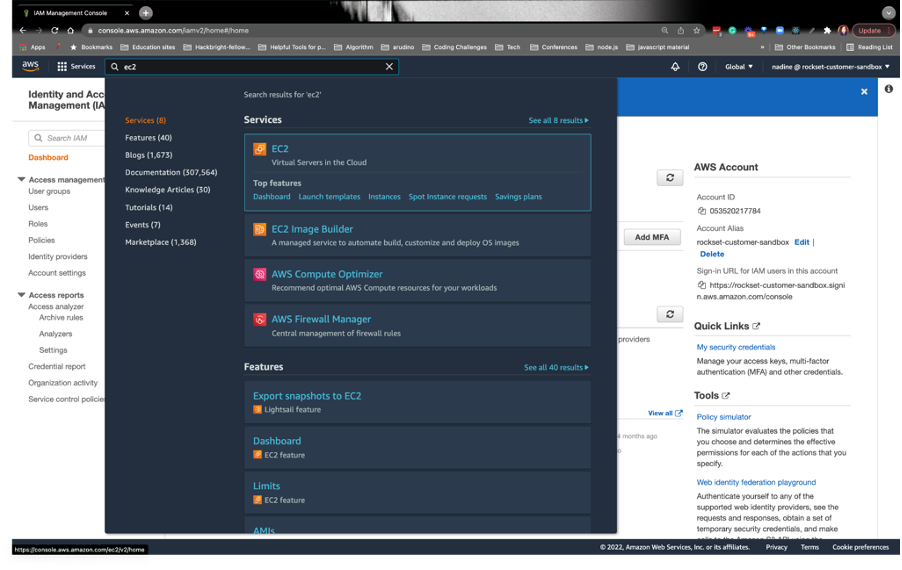 IAM Management Console
console.aws.amazon.com/iamv2/home#/home
Update
Apps
Bookmarks
Education sites
Hackbright-fellow...
Helpful Tools for p...
Algorithm
arudino
Coding Challenges
Tech
Conferences
node.js
javascript material
»
Other Bookmarks
Reading List
aws
Services
ec2
Global
nadine @ rockset-customer-sandbox
Identity and Acc
Management (IA
Search IAM
Dashboard
Access management
User groups
Users
Roles
Policies
Identity providers
Account settings
Access reports
Access analyzer
Archive rules
Analyzers
Settings
Credential report
Organization activity
Service control policie
Search results for 'ec2'
Services (8)
Features (40)
Blogs (1,673)
Documentation (307,564)
Knowledge Articles (30)
Tutorials (14)
Events (7)
Marketplace (1,368)
Services
See all 8 results
EC2
Virtual Servers in the Cloud
Top features
Dashboard Launch templates Instances Spot Instance requests Savings plans
EC2 Image Builder
A managed service to automate build, customize and deploy OS images
AWS Compute Optimizer
Recommend optimal AWS Compute resources for your workloads
AWS Firewall Manager
Central management of firewall rules
Features
See all 40 results
Export snapshots to EC2
Lightsail feature
Dashboard
EC2 feature
Limits
EC2 feature
AMIs
Add MFA
providers
View all
4 months ago
AWS Account
Account ID
053520217784
Account Alias
rockset-customer-sandbox Edit |
Delete
Sign-in URL for IAM users in this account
https://rockset-customer-sandbox.signi
n.aws.amazon.com/console
Quick Links
My security credentials
Manage your access keys, multi-factor
authentication (MFA) and other credentials.
Tools
Policy simulator
The simulator evaluates the policies that
you choose and determines the effective
permissions for each of the actions that you
specify.
Web identity federation playground
Authenticate yourself to any of the
supported web identity providers, see the
requests and responses, obtain a set of
temporary security credentials, and make
https://console.aws.amazon.com/ec2/v2/home
© 2022, Amazon Web Services, Inc. or its affiliates. Privacy Terms Cookie preferences